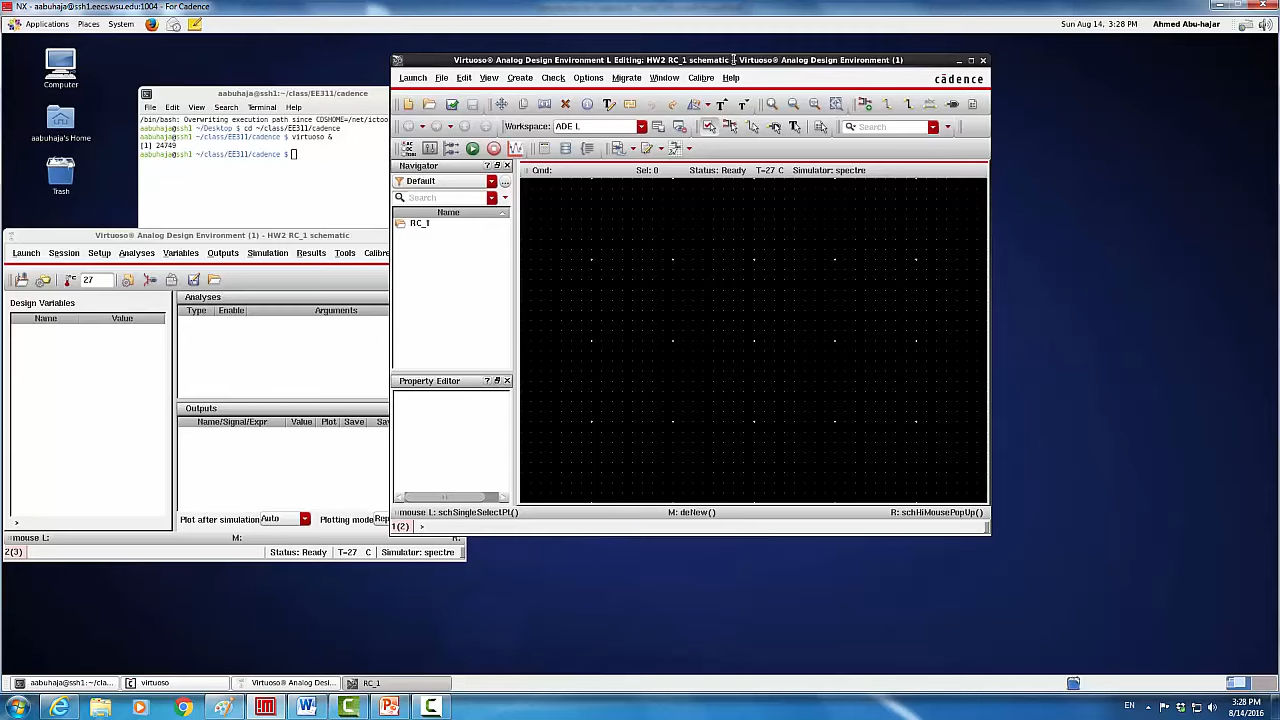 NX - aabuhaja@ssh1.eecs.wsu.edu:1004 - For Cadence
Applications Places System
Sun Aug 14, 3:28 PM Ahmed Abu-hajar
Computer
aabuhaja's Home
Trash
aabuhaja@ssh1:~/class/EE311/cadence
File Edit View Search Terminal Help
/bin/bash: Overwriting execution path since CDSHOME=/net/ictoo
aabuhaja@ssh1 ~/Desktop $ cd ~/class/EE311/cadence
aabuhaja@ssh1 ~/class/EE311/cadence $ virtuoso &
[1] 24749
aabuhaja@ssh1 ~/class/EE311/cadence $
Virtuoso® Analog Design Environment (1) - HW2 RC_1 schematic
Launch Session Setup Analyses Variables Outputs Simulation Results Tools Calibre
27
Design Variables
Name Value
Analyses
Type Enable Arguments
Outputs
Name/Signal/Expr Value Plot Save Sav
Plot after simulation Auto Plotting mode Rep
>
mouse L: M: R:
2(3) Status: Ready T=27 C Simulator: spectre
Virtuoso® Analog Design Environment L Editing: HW2 RC_1 schematic Virtuoso® Analog Design Environment (1)
Launch File Edit View Create Check Options Migrate Window Calibre Help
cādence
Workspace: ADE L
Search
Navigator
Default
Search
Name
RC_1
Property Editor
Cmd: Sel: 0 Status: Ready T=27 C Simulator: spectre
mouse L: schSingleSelectPt() M: deNew() R: schHiMousePopUp()
1(2) >
aabuhaja@ssh1:~/cla...
virtuoso
Virtuoso® Analog Desi...
RC_1
EN
3:28 PM
8/14/2016